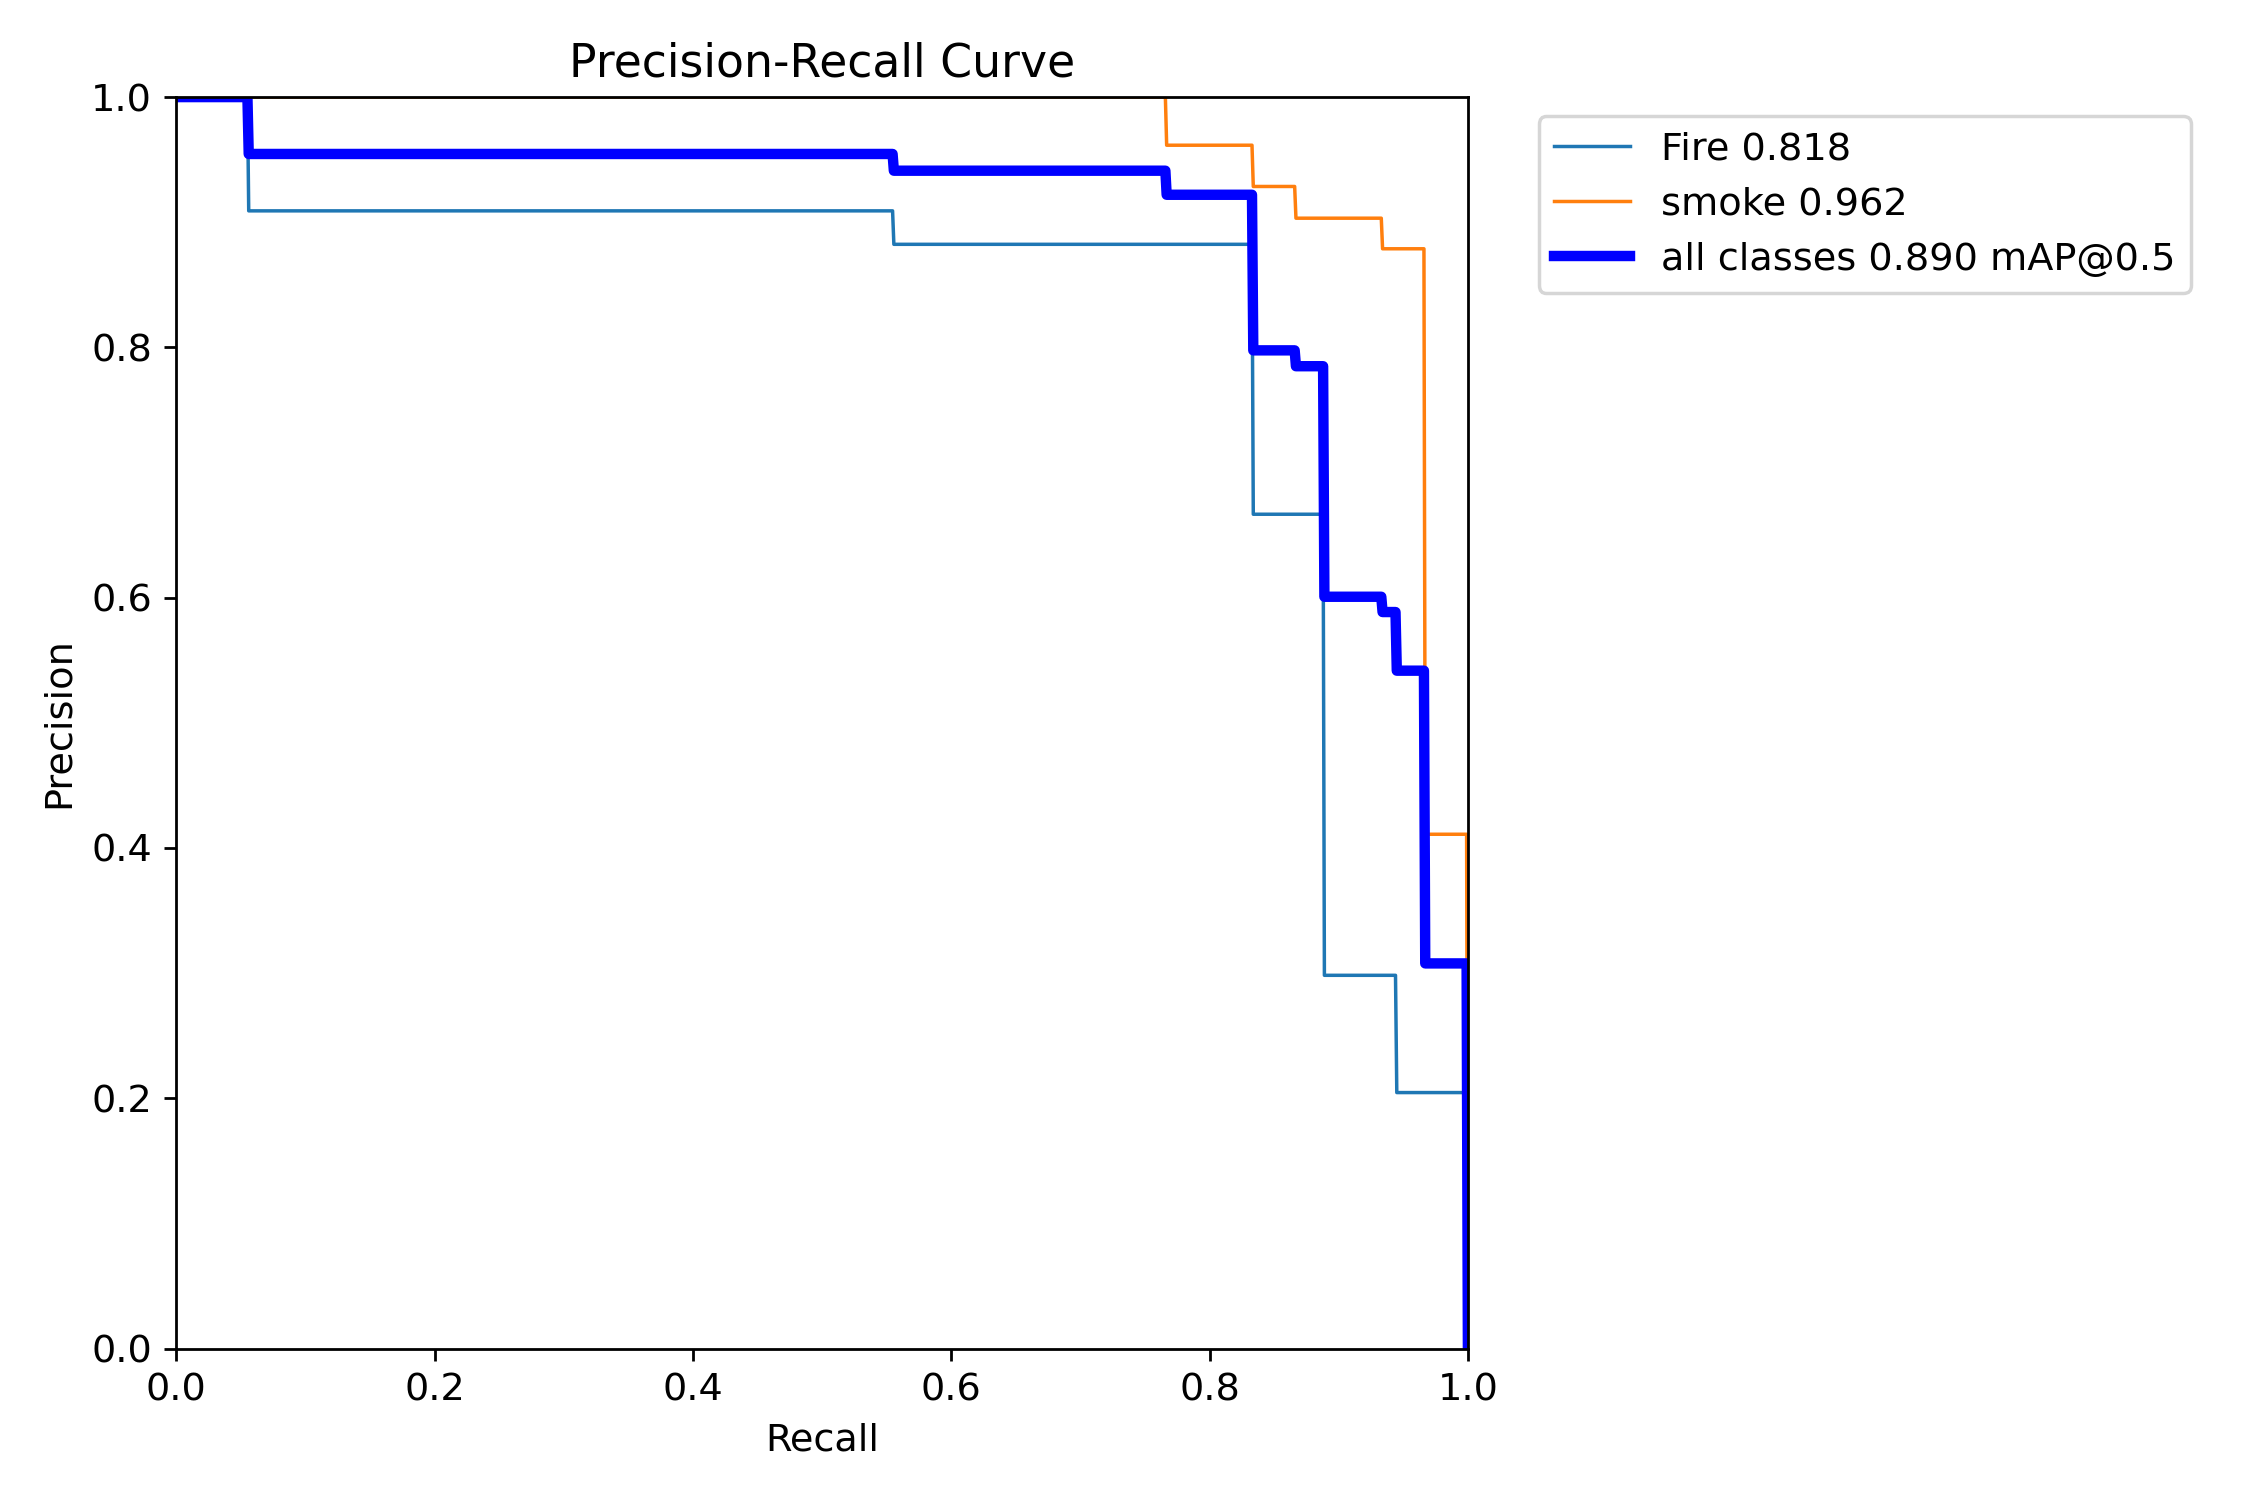 Precision-Recall Curve
Fire 0.818
smoke 0.962
all classes 0.890 mAP@0.5
Precision
1.0
0.8
0.6
0.4
0.2
0.0
0.0 0.2 0.4 0.6 0.8 1.0
Recall